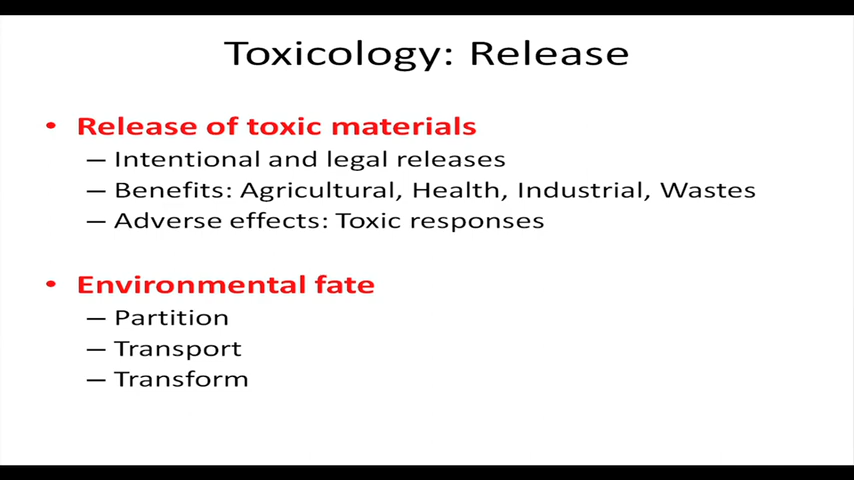 Toxicology: Release
• Release of toxic materials
– Intentional and legal releases
– Benefits: Agricultural, Health, Industrial, Wastes
– Adverse effects: Toxic responses
• Environmental fate
– Partition
– Transport
– Transform